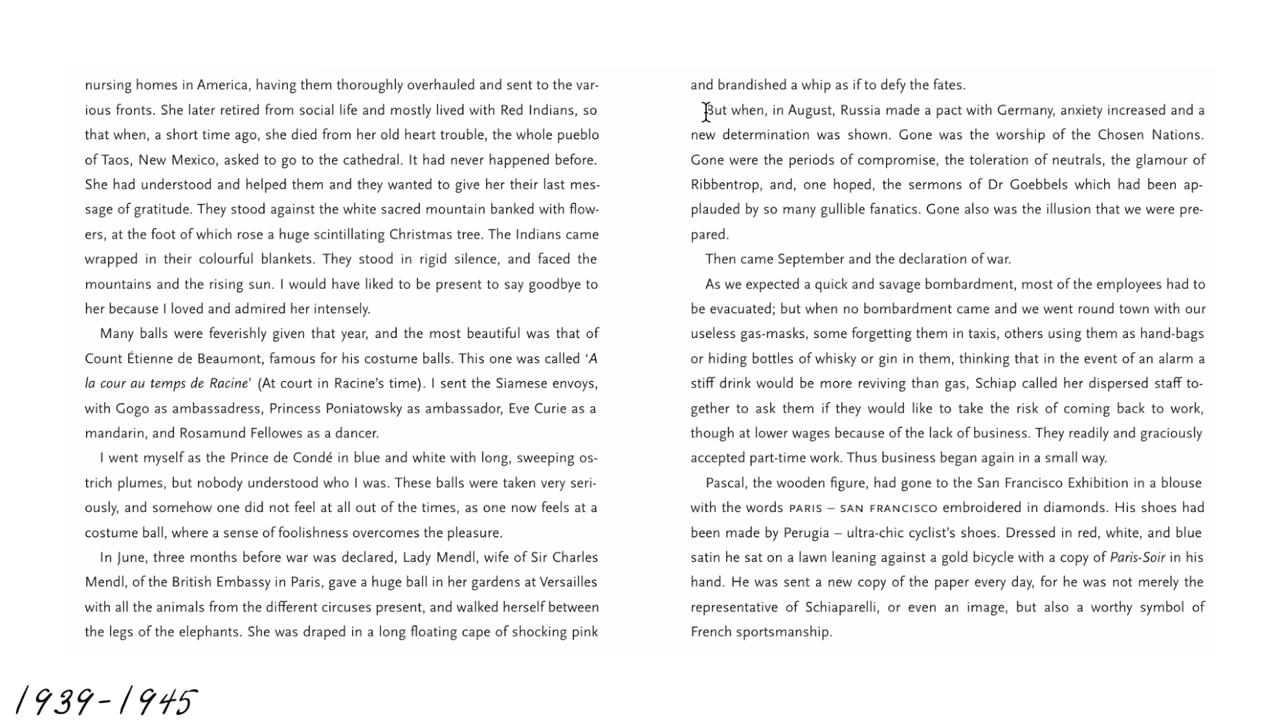 nursing homes in America, having them thoroughly overhauled and sent to the var-
ious fronts. She later retired from social life and mostly lived with Red Indians, so
that when, a short time ago, she died from her old heart trouble, the whole pueblo
of Taos, New Mexico, asked to go to the cathedral. It had never happened before.
She had understood and helped them and they wanted to give her their last mes-
sage of gratitude. They stood against the white sacred mountain banked with flow-
ers, at the foot of which rose a huge scintillating Christmas tree. The Indians came
wrapped in their colourful blankets. They stood in rigid silence, and faced the
mountains and the rising sun. I would have liked to be present to say goodbye to
her because I loved and admired her intensely.
Many balls were feverishly given that year, and the most beautiful was that of
Count Étienne de Beaumont, famous for his costume balls. This one was called ‘A
la cour au temps de Racine’ (At court in Racine’s time). I sent the Siamese envoys,
with Gogo as ambassadress, Princess Poniatowsky as ambassador, Eve Curie as a
mandarin, and Rosamund Fellowes as a dancer.
I went myself as the Prince de Condé in blue and white with long, sweeping os-
trich plumes, but nobody understood who I was. These balls were taken very seri-
ously, and somehow one did not feel at all out of the times, as one now feels at a
costume ball, where a sense of foolishness overcomes the pleasure.
In June, three months before war was declared, Lady Mendl, wife of Sir Charles
Mendl, of the British Embassy in Paris, gave a huge ball in her gardens at Versailles
with all the animals from the different circuses present, and walked herself between
the legs of the elephants. She was draped in a long floating cape of shocking pink
and brandished a whip as if to defy the fates.
But when, in August, Russia made a pact with Germany, anxiety increased and a
new determination was shown. Gone was the worship of the Chosen Nations.
Gone were the periods of compromise, the toleration of neutrals, the glamour of
Ribbentrop, and, one hoped, the sermons of Dr Goebbels which had been ap-
plauded by so many gullible fanatics. Gone also was the illusion that we were pre-
pared.
Then came September and the declaration of war.
As we expected a quick and savage bombardment, most of the employees had to
be evacuated; but when no bombardment came and we went round town with our
useless gas-masks, some forgetting them in taxis, others using them as hand-bags
or hiding bottles of whisky or gin in them, thinking that in the event of an alarm a
stiff drink would be more reviving than gas, Schiap called her dispersed staff to-
gether to ask them if they would like to take the risk of coming back to work,
though at lower wages because of the lack of business. They readily and graciously
accepted part-time work. Thus business began again in a small way.
Pascal, the wooden figure, had gone to the San Francisco Exhibition in a blouse
with the words PARIS – SAN FRANCISCO embroidered in diamonds. His shoes had
been made by Perugia – ultra-chic cyclist’s shoes. Dressed in red, white, and blue
satin he sat on a lawn leaning against a gold bicycle with a copy of Paris-Soir in his
hand. He was sent a new copy of the paper every day, for he was not merely the
representative of Schiaparelli, or even an image, but also a worthy symbol of
French sportsmanship.
1939-1945